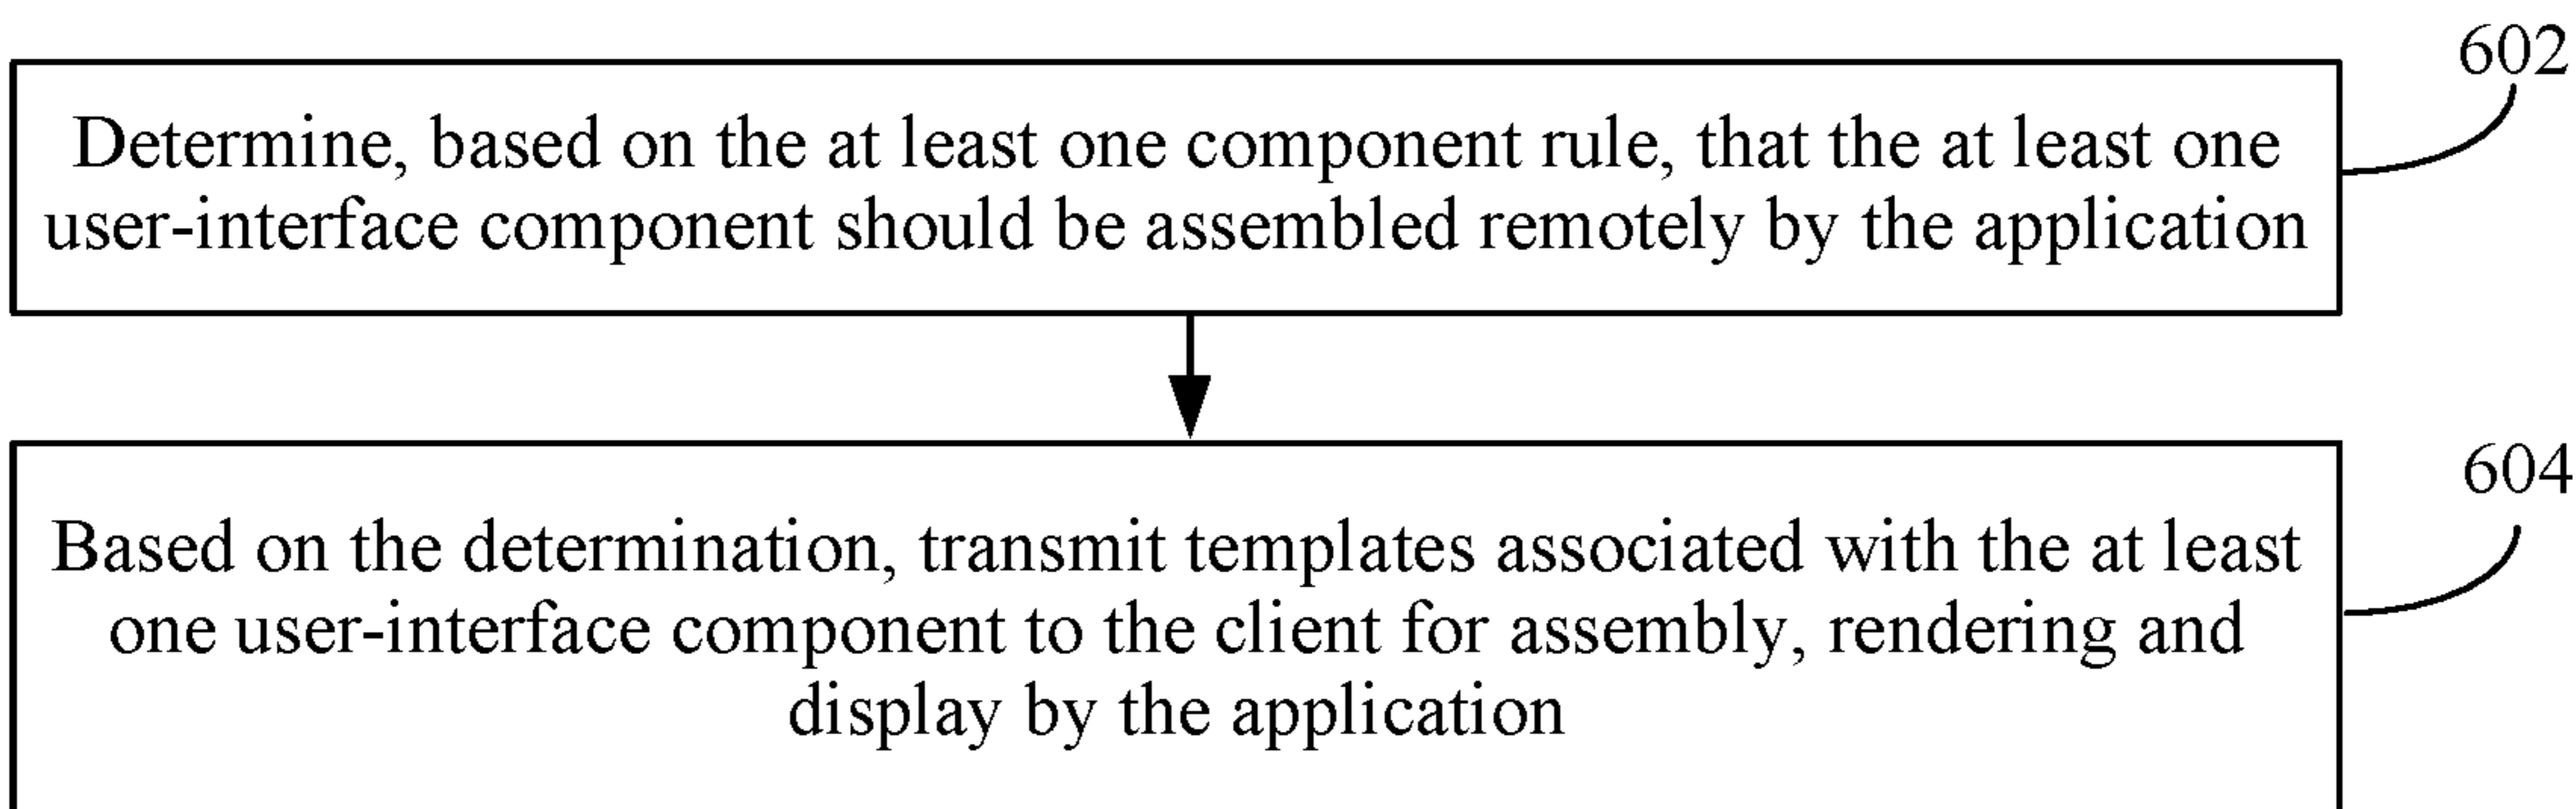 602
Determine, based on the at least one component rule, that the at least one
user-interface component should be assembled remotely by the application
604
Based on the determination, transmit templates associated with the at least
one user-interface component to the client for assembly, rendering and
display by the application